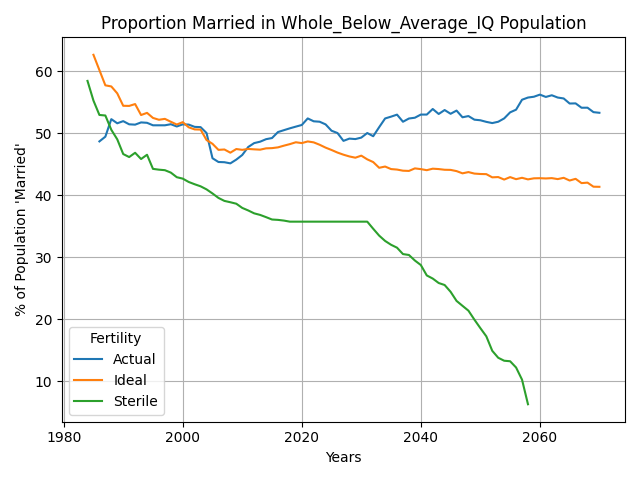 Proportion Married in Whole_Below_Average_IQ Population
% of Population 'Married'
60
50
40
30
20
10
Fertility
Actual
Ideal
Sterile
1980
2000
2020
2040
2060
Years